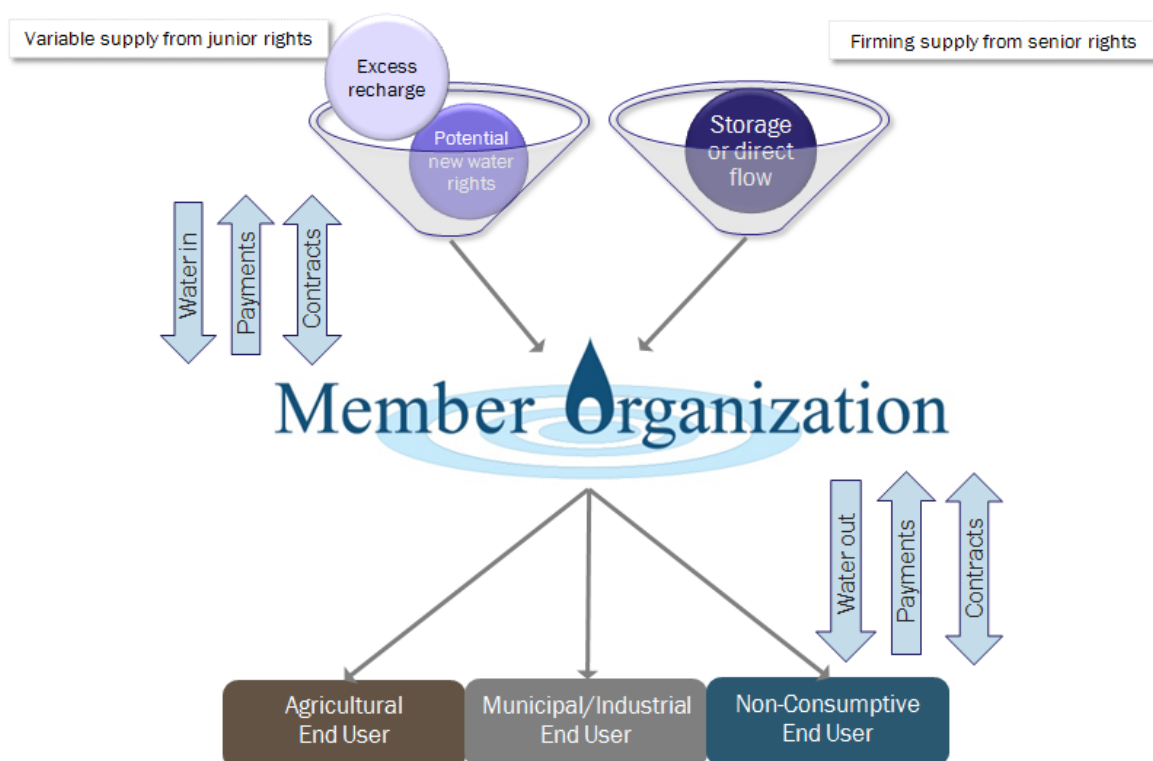 Variable supply from junior rights
Firming supply from senior rights
Excess
recharge
Potential
new water
rights
Storage
or direct
flow
Water in
Payments
Contracts
Member Organization
Water out
Payments
Contracts
Agricultural
End User
Municipal/Industrial
End User
Non-Consumptive
End User